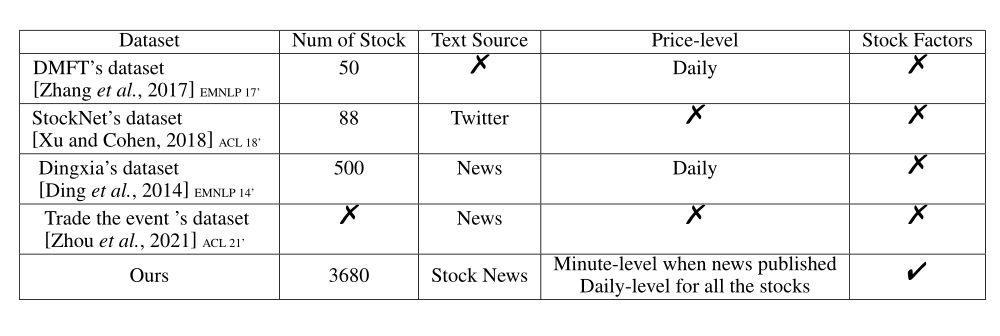 Dataset Num of Stock Text Source Price-level Stock Factors
DMFT's dataset 50 ✗ Daily ✗
[Zhang et al., 2017] EMNLP 17'
StockNet's dataset 88 Twitter ✗ ✗
[Xu and Cohen, 2018] ACL 18'
Dingxia's dataset 500 News Daily ✗
[Ding et al., 2014] EMNLP 14'
Trade the event 's dataset ✗ News ✗ ✗
[Zhou et al., 2021] ACL 21'
Ours 3680 Stock News Minute-level when news published ✓
Daily-level for all the stocks